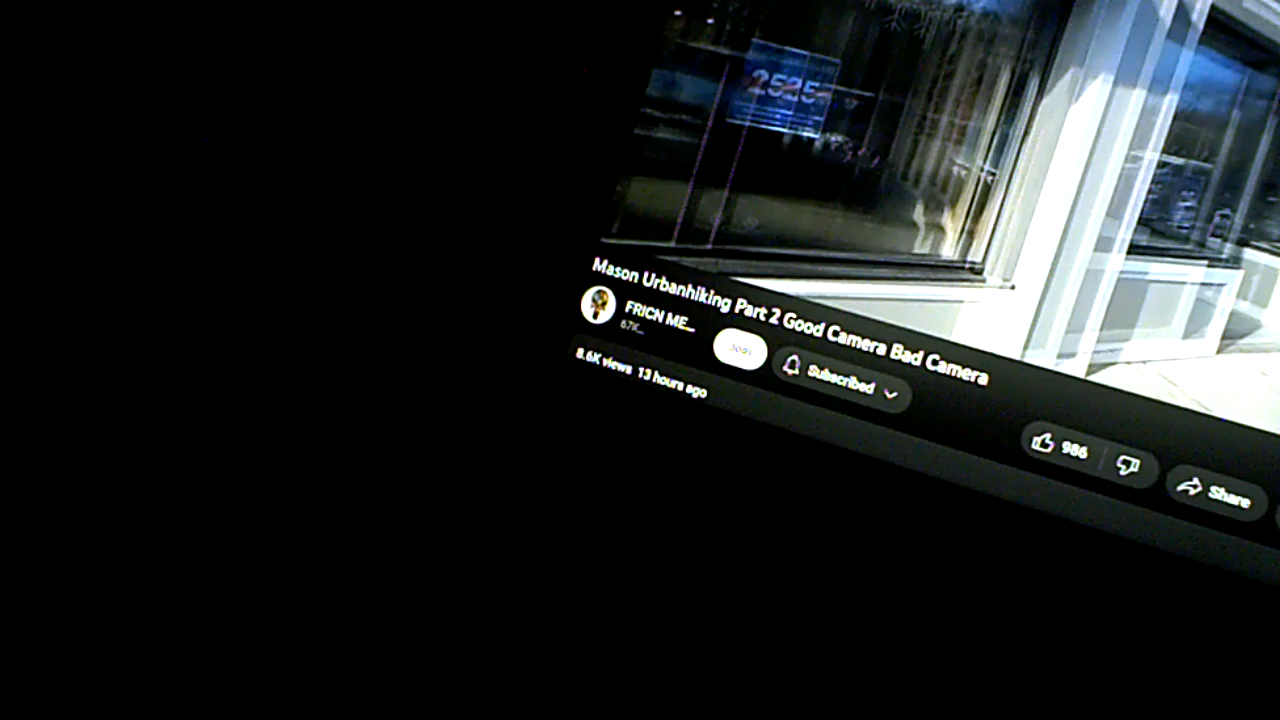 2525
Mason Urbanhiking Part 2 Good Camera Bad Camera
FRICN ME...
67K...
Join
Subscribed
986
Share
8.6K views 13 hours ago